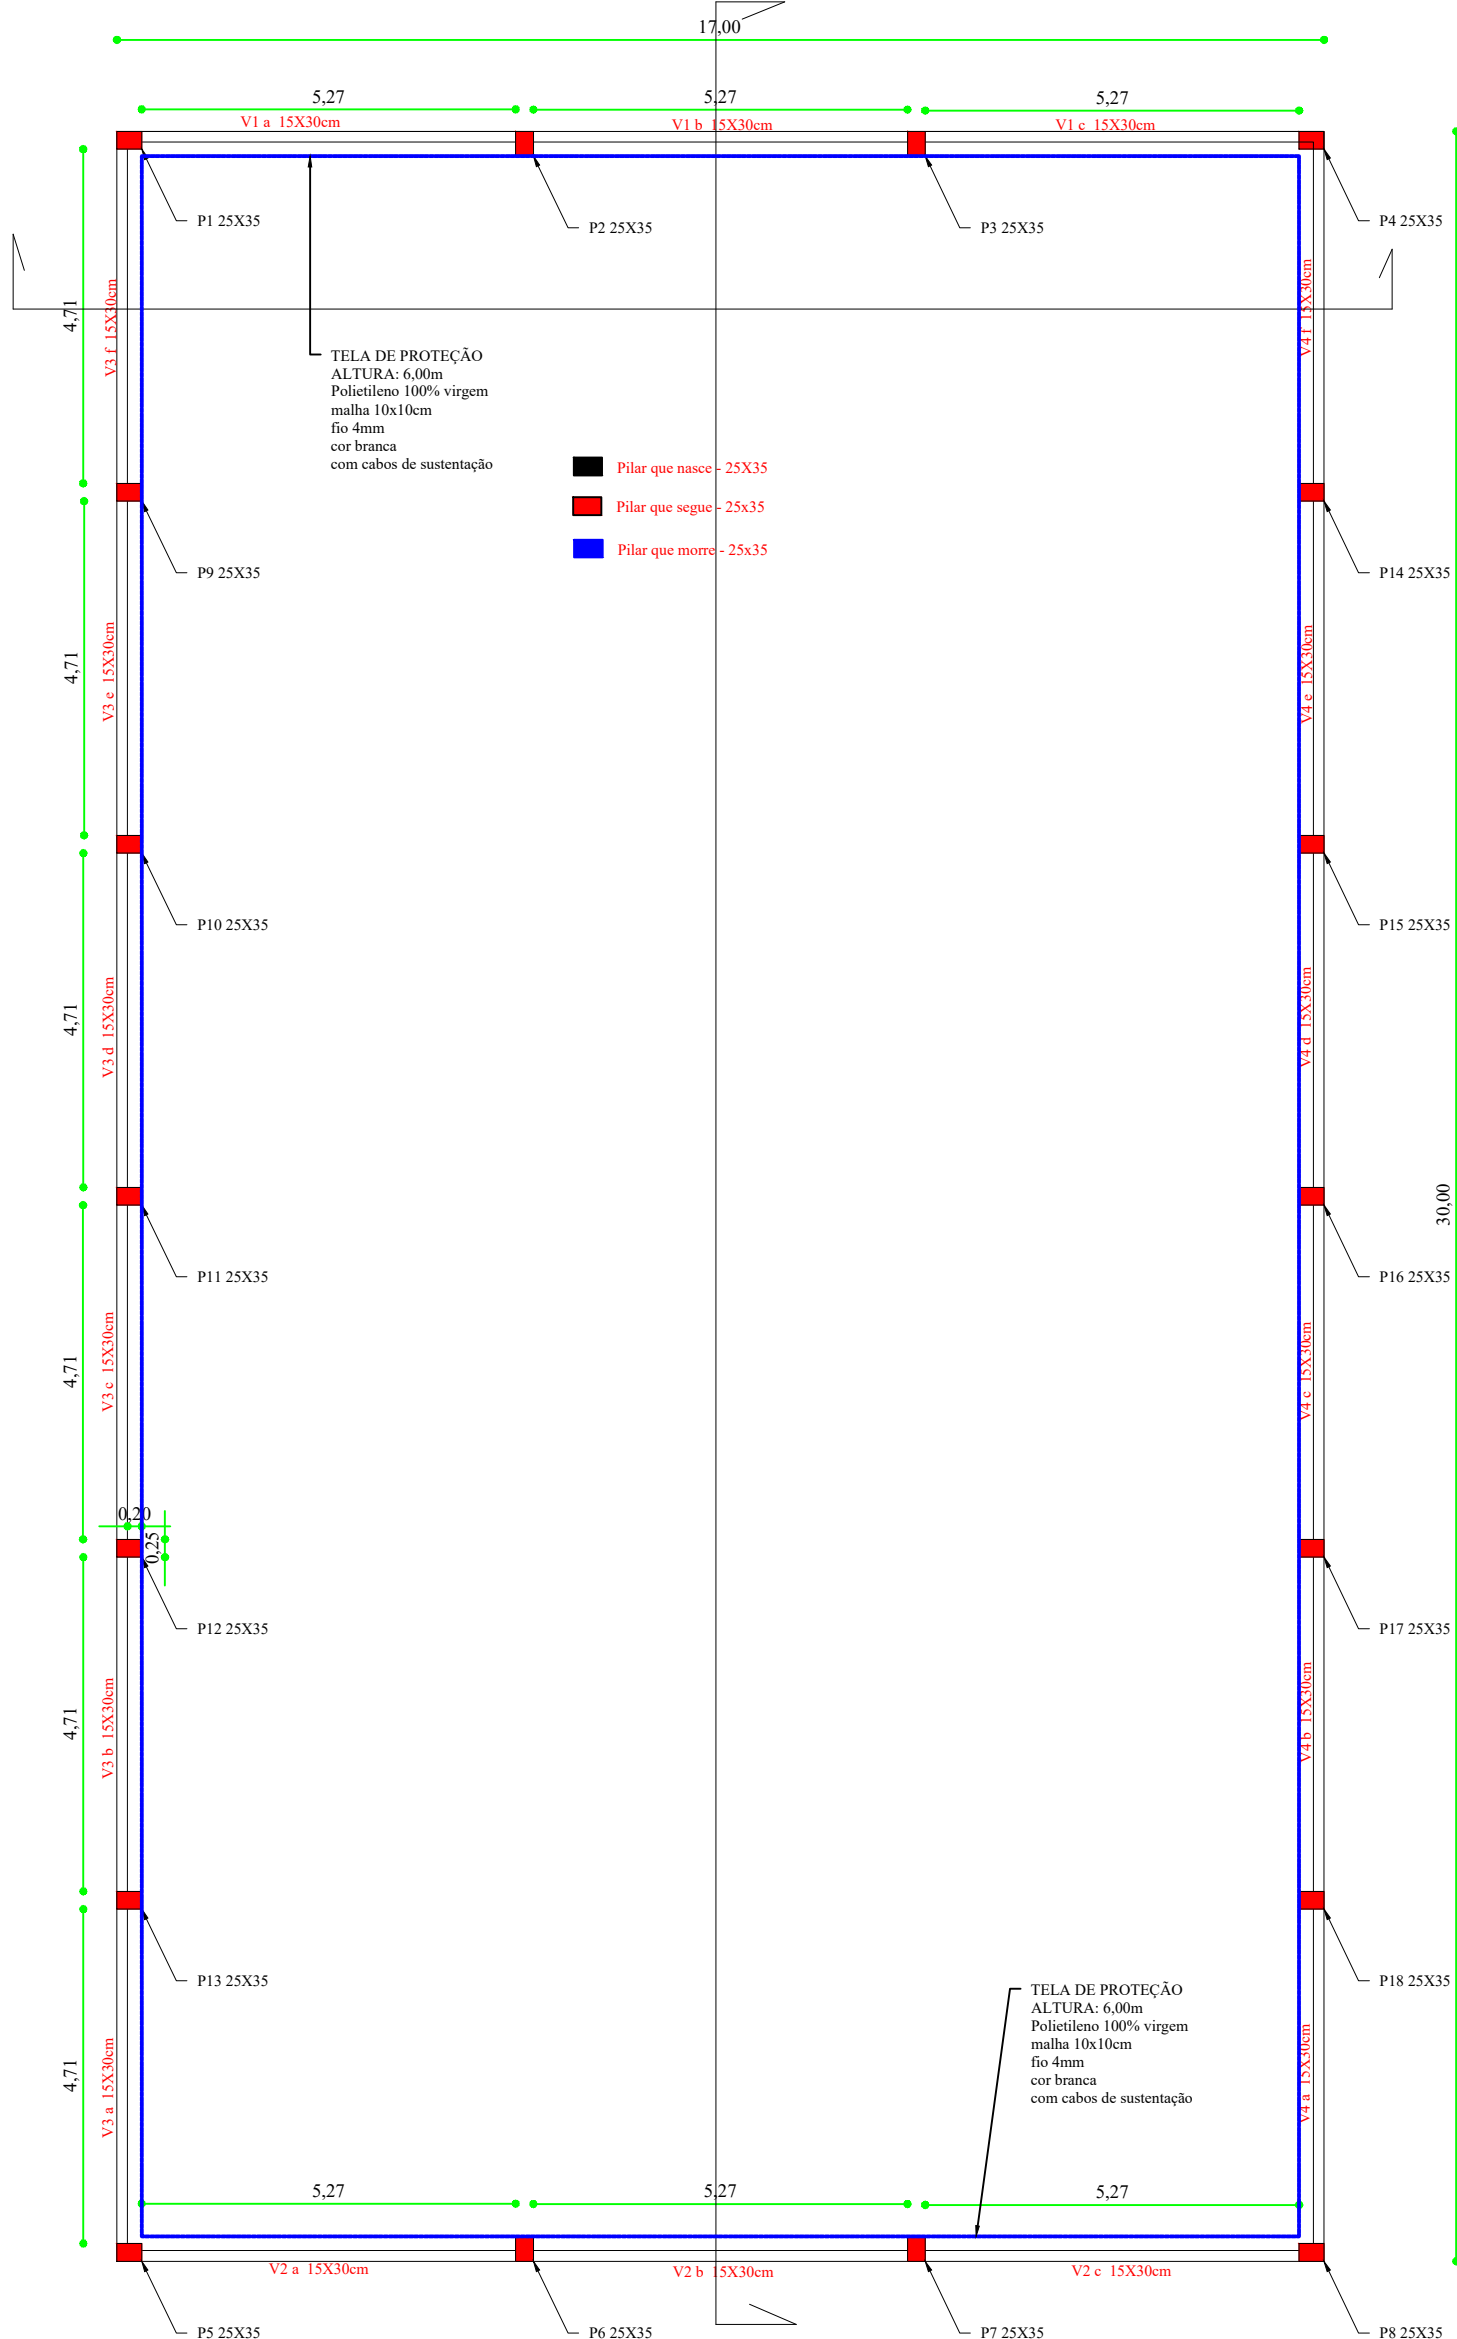 17,00
5,27
5,27
5,27
V1 a 15X30cm
V1 b 15X30cm
V1 c 15X30cm
P1 25X35
P2 25X35
P3 25X35
P4 25X35
4,71
V3 f 15X30cm
V4 f 15X30cm
TELA DE PROTEÇÃO
ALTURA: 6,00m
Polietileno 100% virgem
malha 10x10cm
fio 4mm
cor branca
com cabos de sustentação
Pilar que nasce - 25X35
Pilar que segue - 25x35
Pilar que morre - 25x35
P9 25X35
P14 25X35
4,71
V3 e 15X30cm
V4 e 15X30cm
P10 25X35
P15 25X35
4,71
V3 d 15X30cm
V4 d 15X30cm
30,00
P11 25X35
P16 25X35
4,71
V3 c 15X30cm
V4 c 15X30cm
0,20
0,25
P12 25X35
P17 25X35
4,71
V3 b 15X30cm
V4 b 15X30cm
P13 25X35
P18 25X35
TELA DE PROTEÇÃO
ALTURA: 6,00m
Polietileno 100% virgem
malha 10x10cm
fio 4mm
cor branca
com cabos de sustentação
4,71
V3 a 15X30cm
V4 a 15X30cm
5,27
5,27
5,27
V2 a 15X30cm
V2 b 15X30cm
V2 c 15X30cm
P5 25X35
P6 25X35
P7 25X35
P8 25X35